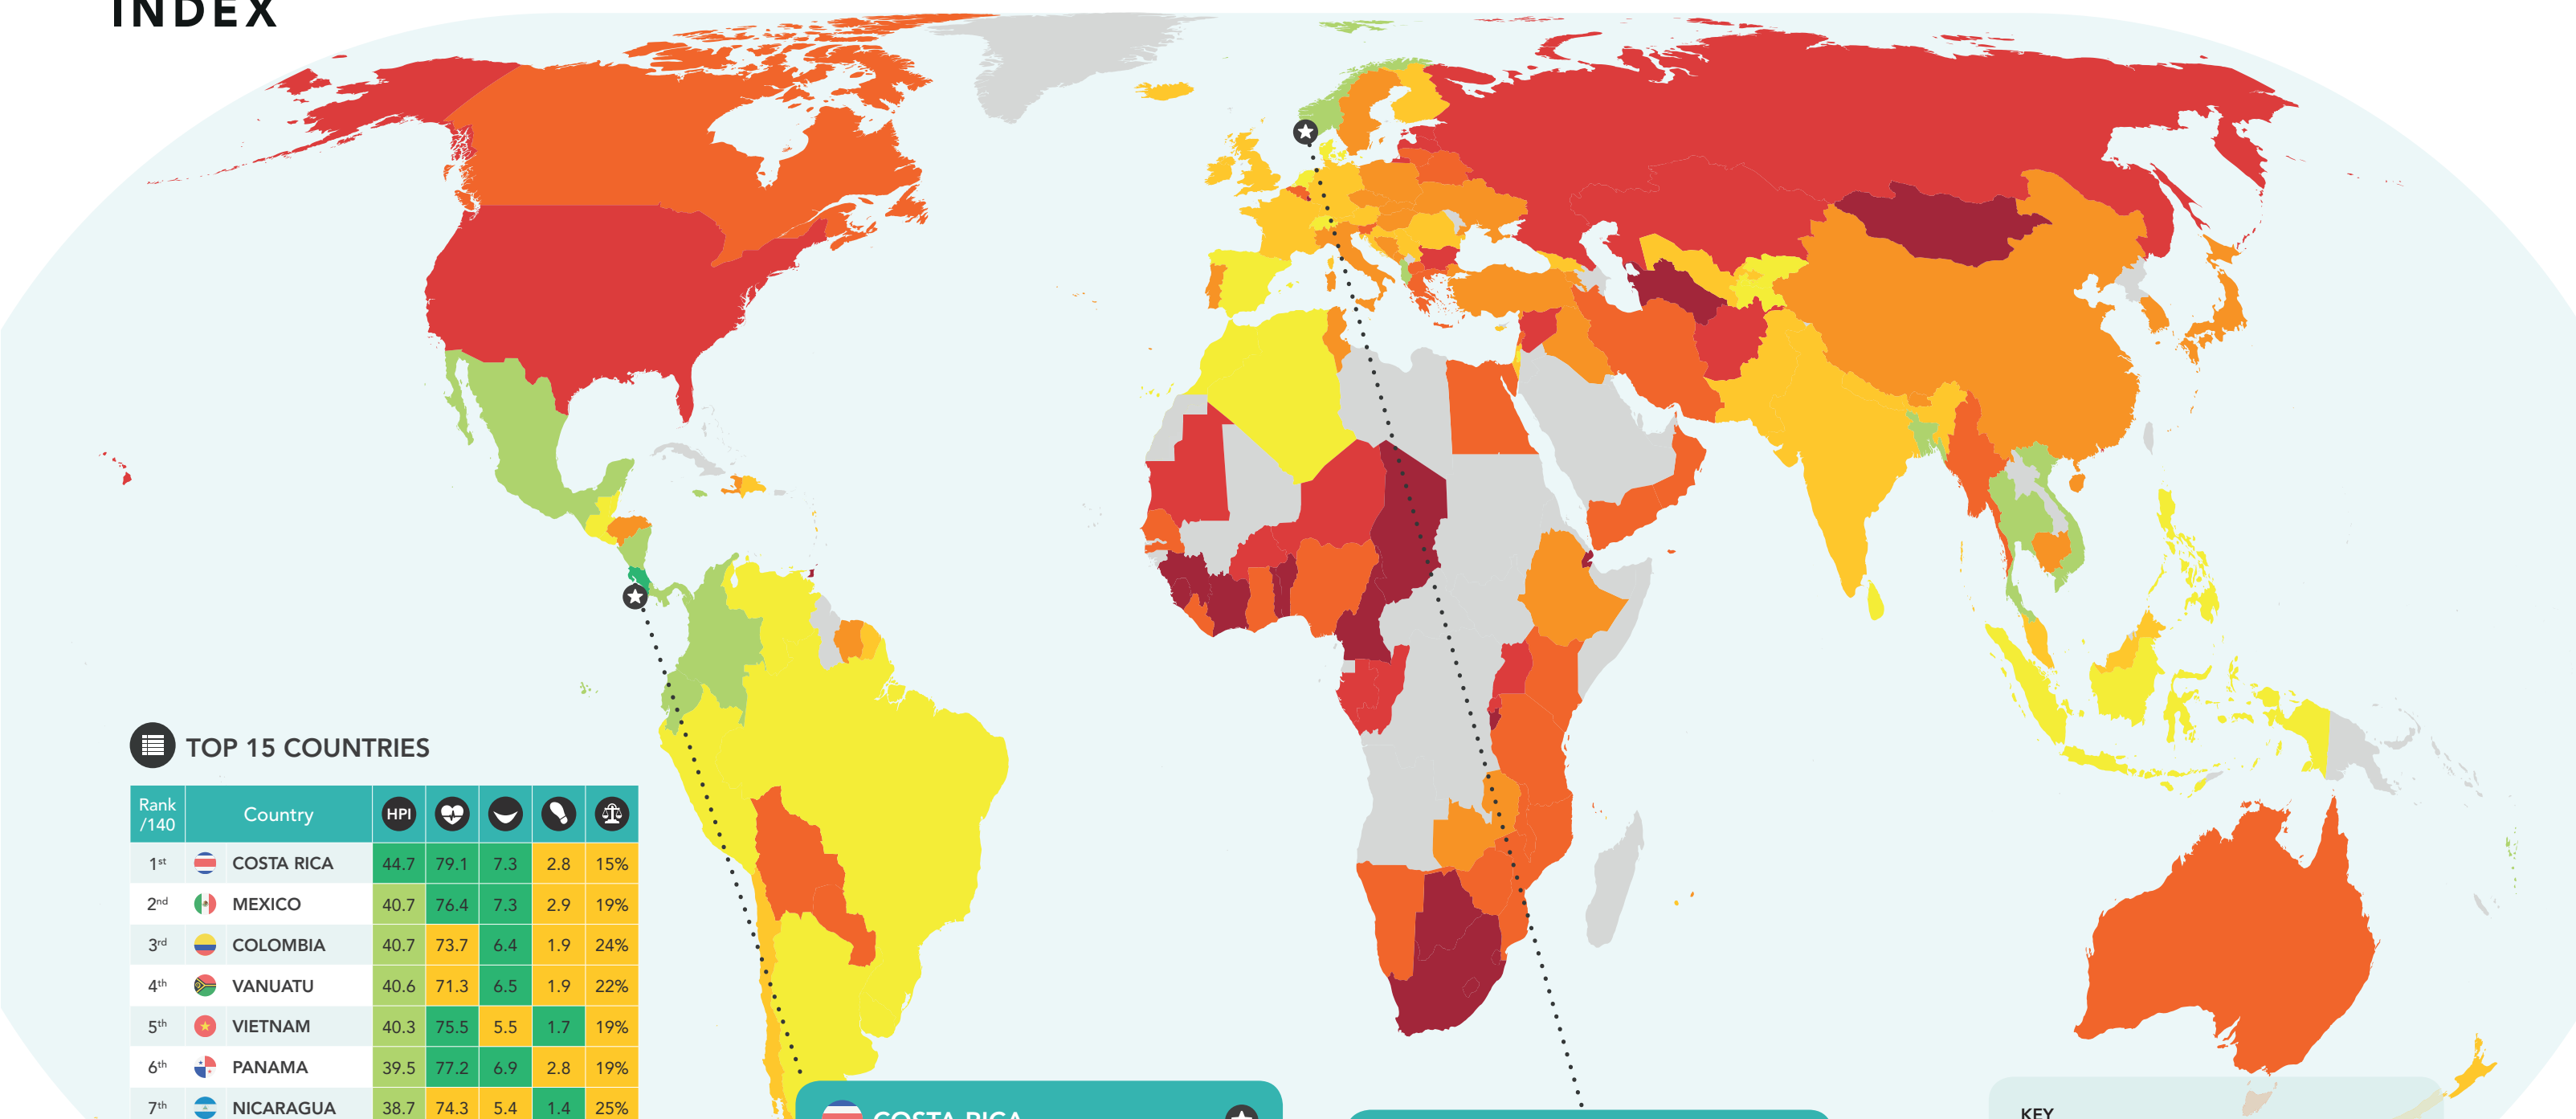 INDEX
TOP 15 COUNTRIES
Rank /140 Country HPI
1st COSTA RICA 44.7 79.1 7.3 2.8 15%
2nd MEXICO 40.7 76.4 7.3 2.9 19%
3rd COLOMBIA 40.7 73.7 6.4 1.9 24%
4th VANUATU 40.6 71.3 6.5 1.9 22%
5th VIETNAM 40.3 75.5 5.5 1.7 19%
6th PANAMA 39.5 77.2 6.9 2.8 19%
7th NICARAGUA 38.7 74.3 5.4 1.4 25%
COSTA RICA
KEY